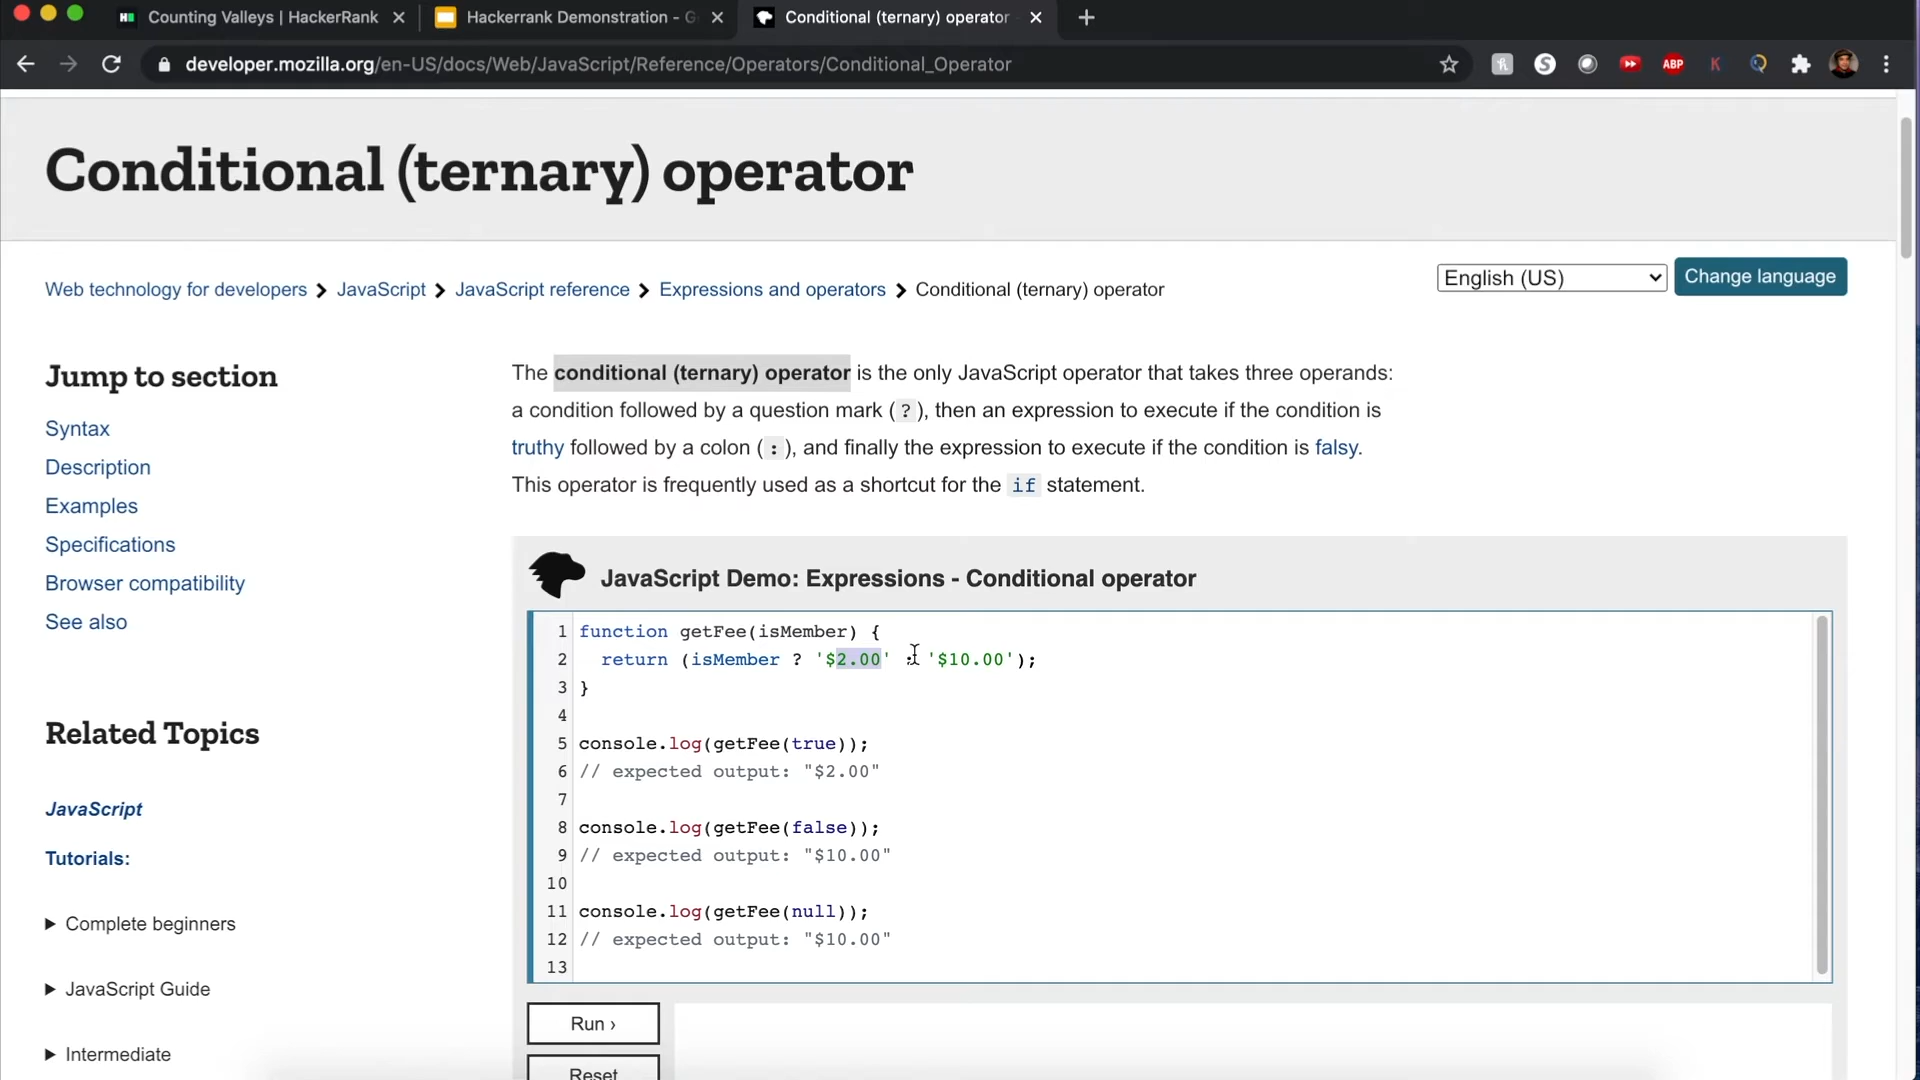 Counting Valleys | HackerRank
Hackerrank Demonstration - G
Conditional (ternary) operator
developer.mozilla.org/en-US/docs/Web/JavaScript/Reference/Operators/Conditional_Operator
ABP
Conditional (ternary) operator
Web technology for developers > JavaScript > JavaScript reference > Expressions and operators > Conditional (ternary) operator
English (US)
Change language
Jump to section
Syntax
Description
Examples
Specifications
Browser compatibility
See also
Related Topics
JavaScript
Tutorials:
Complete beginners
JavaScript Guide
Intermediate
The conditional (ternary) operator is the only JavaScript operator that takes three operands:
a condition followed by a question mark (?), then an expression to execute if the condition is
truthy followed by a colon (:), and finally the expression to execute if the condition is falsy.
This operator is frequently used as a shortcut for the if statement.
JavaScript Demo: Expressions - Conditional operator
1 function getFee(isMember) {
2   return (isMember ? '$2.00' : '$10.00');
3 }
4
5 console.log(getFee(true));
6 // expected output: "$2.00"
7
8 console.log(getFee(false));
9 // expected output: "$10.00"
10
11 console.log(getFee(null));
12 // expected output: "$10.00"
13
Run ›
Reset